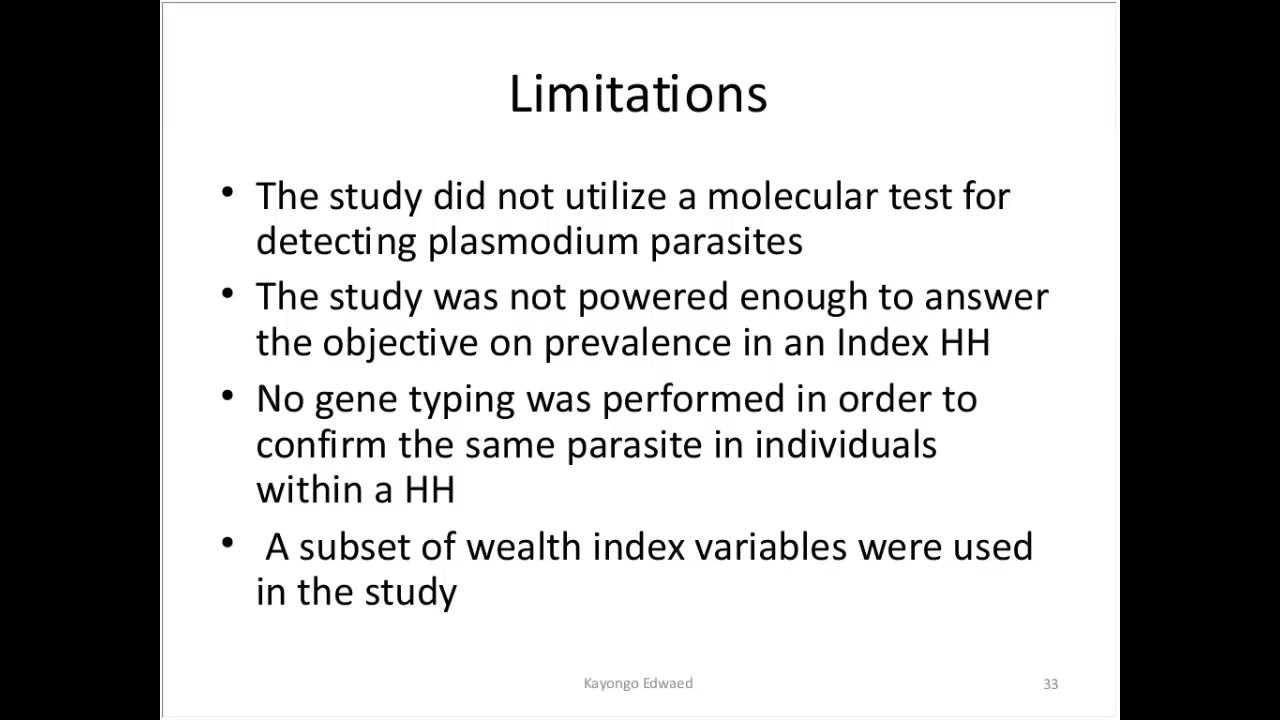 Limitations
• The study did not utilize a molecular test for
detecting plasmodium parasites
• The study was not powered enough to answer
the objective on prevalence in an Index HH
• No gene typing was performed in order to
confirm the same parasite in individuals
within a HH
• A subset of wealth index variables were used
in the study
Kayongo Edwaed
33